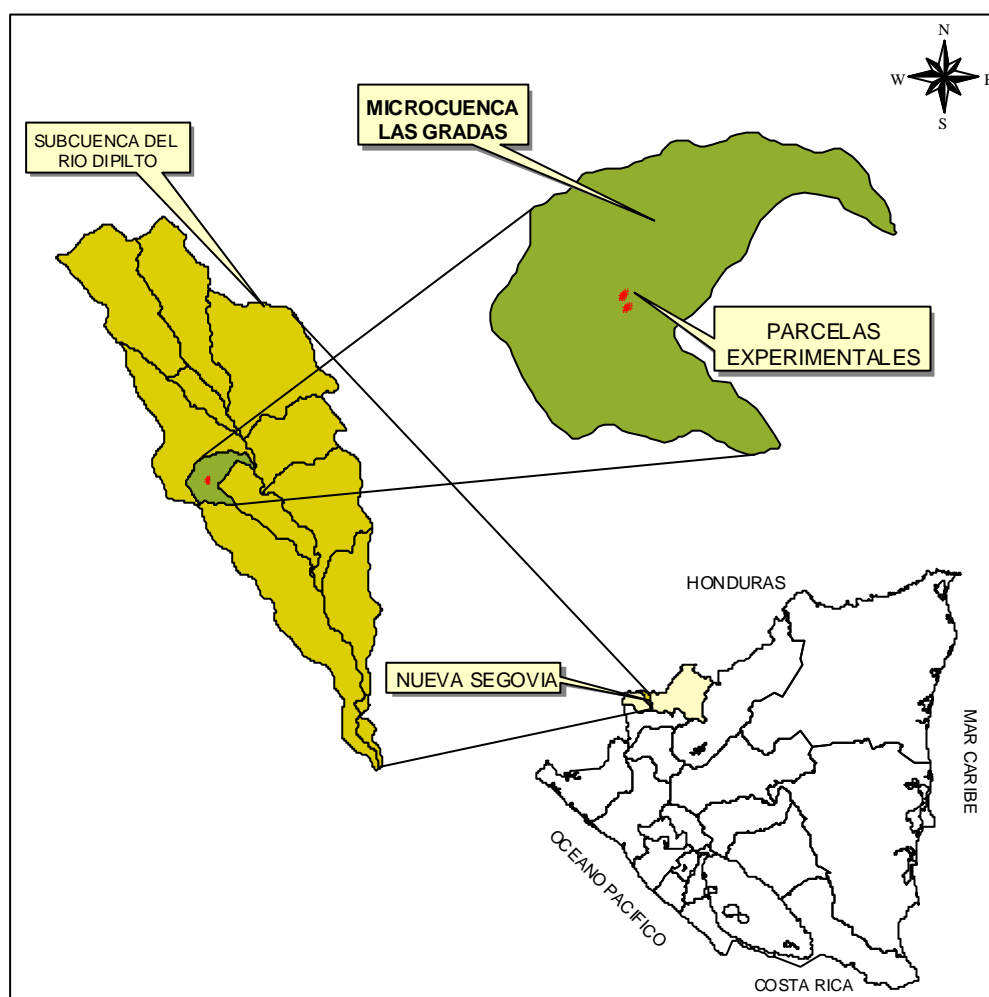 N
W
E
S
MICROCUENCA
LAS GRADAS
SUBCUENCA DEL
RIO DIPILTO
PARCELAS
EXPERIMENTALES
HONDURAS
NUEVA SEGOVIA
MAR CARIBE
OCEANO PACIFICO
COSTA RICA